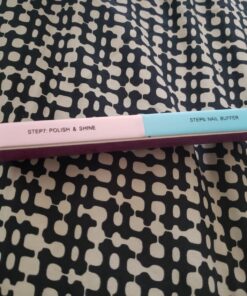 STEP7: POLISH & SHINE
STEP6: NAIL BUFFER